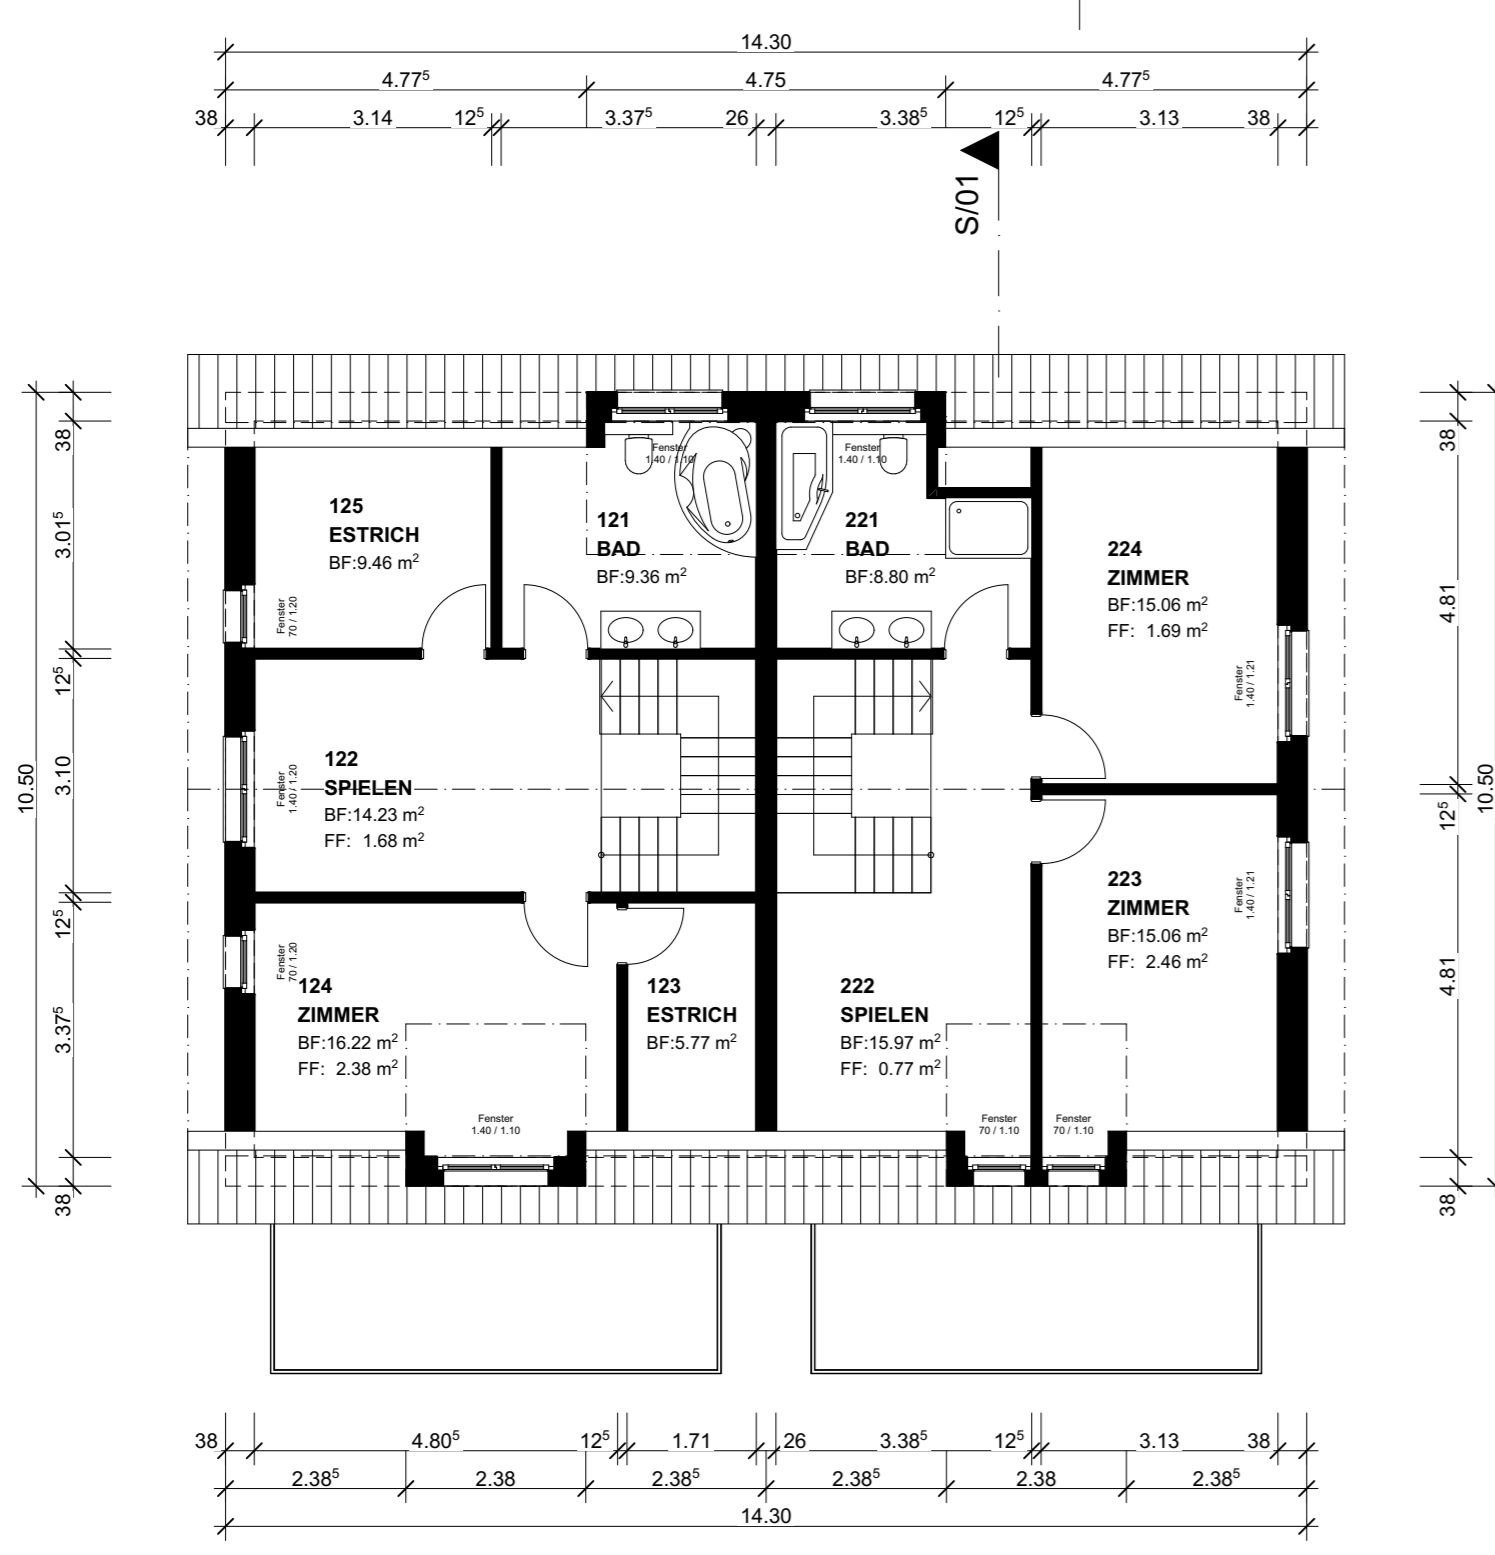 14.30
4.77⁵ 4.75 4.77⁵
38 3.14 12⁵ 3.37⁵ 26 3.38⁵ 12⁵ 3.13 38
S/01
10.50
38
3.01⁵
12⁵
3.10
12⁵
3.37⁵
38
125
ESTRICH
BF:9.46 m²
Fenster
70 / 1.20
121
BAD
BF:9.36 m²
Fenster
1.40 / 1.10
221
BAD
BF:8.80 m²
Fenster
1.40 / 1.10
224
ZIMMER
BF:15.06 m²
FF: 1.69 m²
Fenster
1.40 / 1.21
122
SPIELEN
BF:14.23 m²
FF: 1.68 m²
Fenster
1.40 / 1.20
223
ZIMMER
BF:15.06 m²
FF: 2.46 m²
Fenster
1.40 / 1.21
124
ZIMMER
BF:16.22 m²
FF: 2.38 m²
Fenster
70 / 1.20
Fenster
1.40 / 1.10
123
ESTRICH
BF:5.77 m²
222
SPIELEN
BF:15.97 m²
FF: 0.77 m²
Fenster
70 / 1.10
Fenster
70 / 1.10
38
4.81
12⁵
4.81
38
10.50
38 4.80⁵ 12⁵ 1.71 26 3.38⁵ 12⁵ 3.13 38
2.38⁵ 2.38 2.38⁵ 2.38⁵ 2.38 2.38⁵
14.30